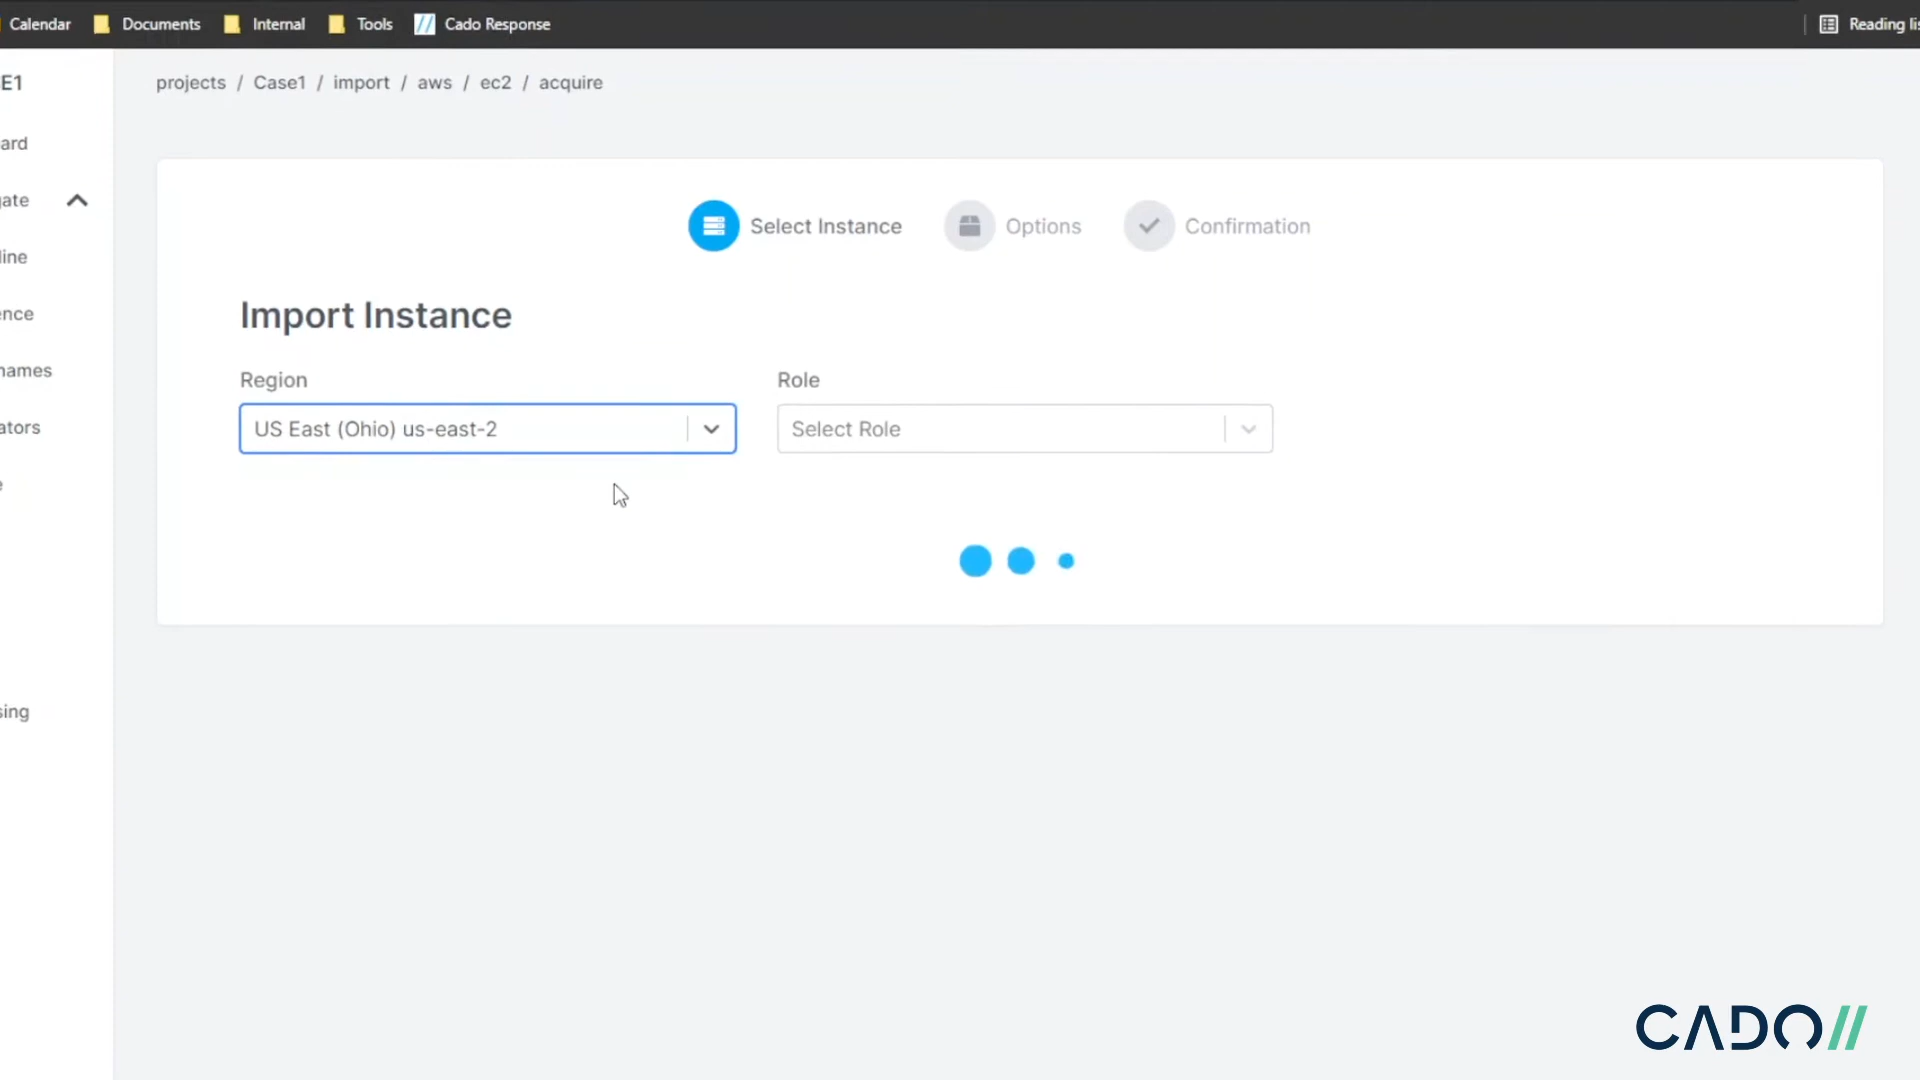 Calendar Documents Internal Tools Cado Response Reading lis
E1
projects / Case1 / import / aws / ec2 / acquire
ard
gate
Select Instance Options Confirmation
line
ence
Import Instance
names
Region Role
ators
US East (Ohio) us-east-2 Select Role
e
sing
CADO//